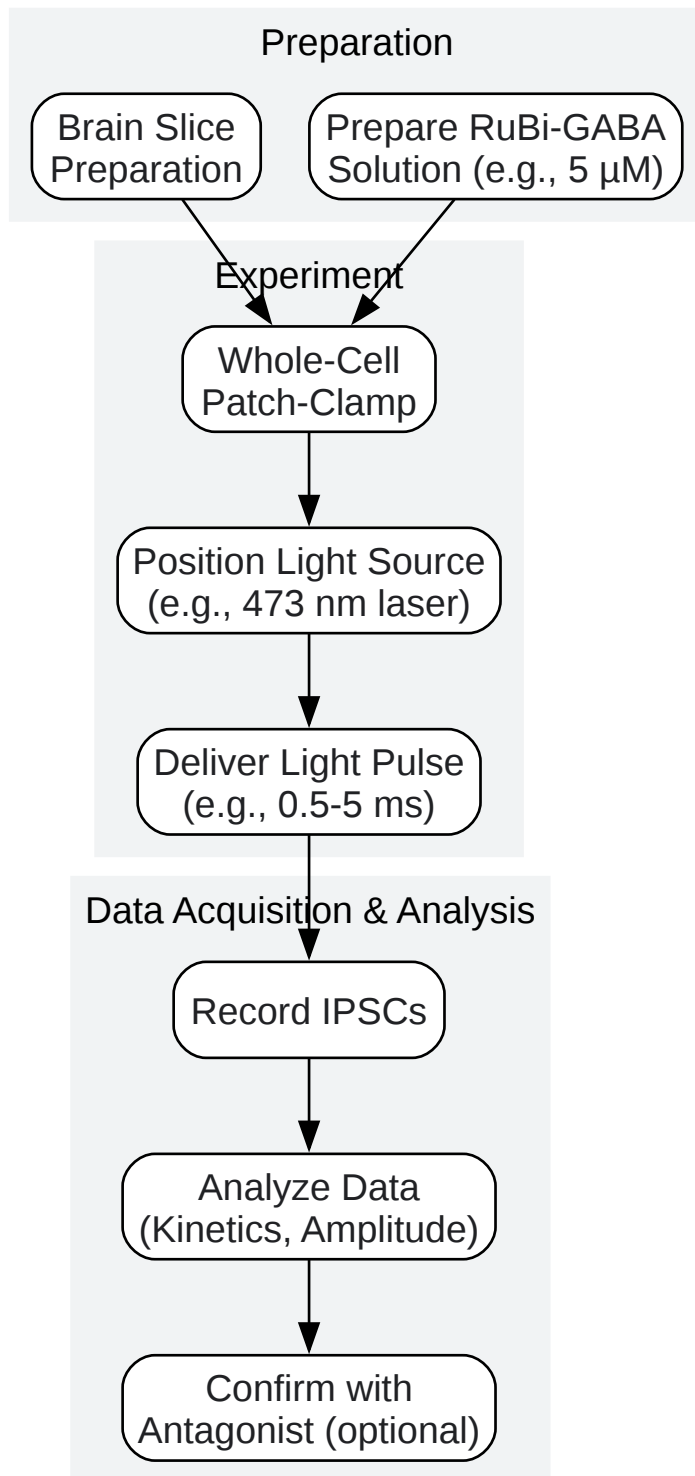 Preparation
Brain Slice
Preparation
Prepare RuBi-GABA
Solution (e.g., 5 µM)
Experiment
Whole-Cell
Patch-Clamp
Position Light Source
(e.g., 473 nm laser)
Deliver Light Pulse
(e.g., 0.5-5 ms)
Data Acquisition & Analysis
Record IPSCs
Analyze Data
(Kinetics, Amplitude)
Confirm with
Antagonist (optional)